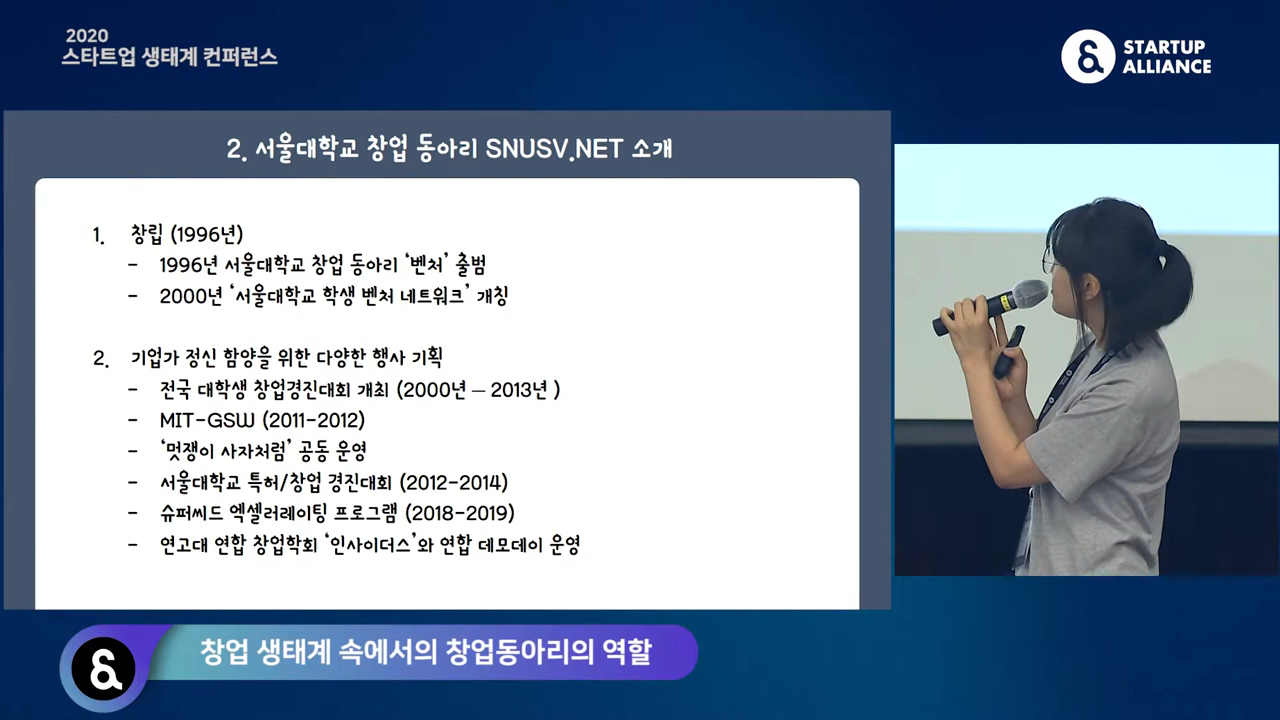 2020
스타트업 생태계 컨퍼런스
STARTUP
ALLIANCE
2. 서울대학교 창업 동아리 SNUSV.NET 소개
1. 창립 (1996년)
- 1996년 서울대학교 창업 동아리 ‘벤처’ 출범
- 2000년 ‘서울대학교 학생 벤처 네트워크’ 개칭
2. 기업가 정신 함양을 위한 다양한 행사 기획
- 전국 대학생 창업경진대회 개최 (2000년 – 2013년 )
- MIT-GSW (2011-2012)
- ‘멋쟁이 사자처럼’ 공동 운영
- 서울대학교 특허/창업 경진대회 (2012-2014)
- 슈퍼씨드 엑셀러레이팅 프로그램 (2018-2019)
- 연고대 연합 창업학회 ‘인사이더스’와 연합 데모데이 운영
창업 생태계 속에서의 창업동아리의 역할